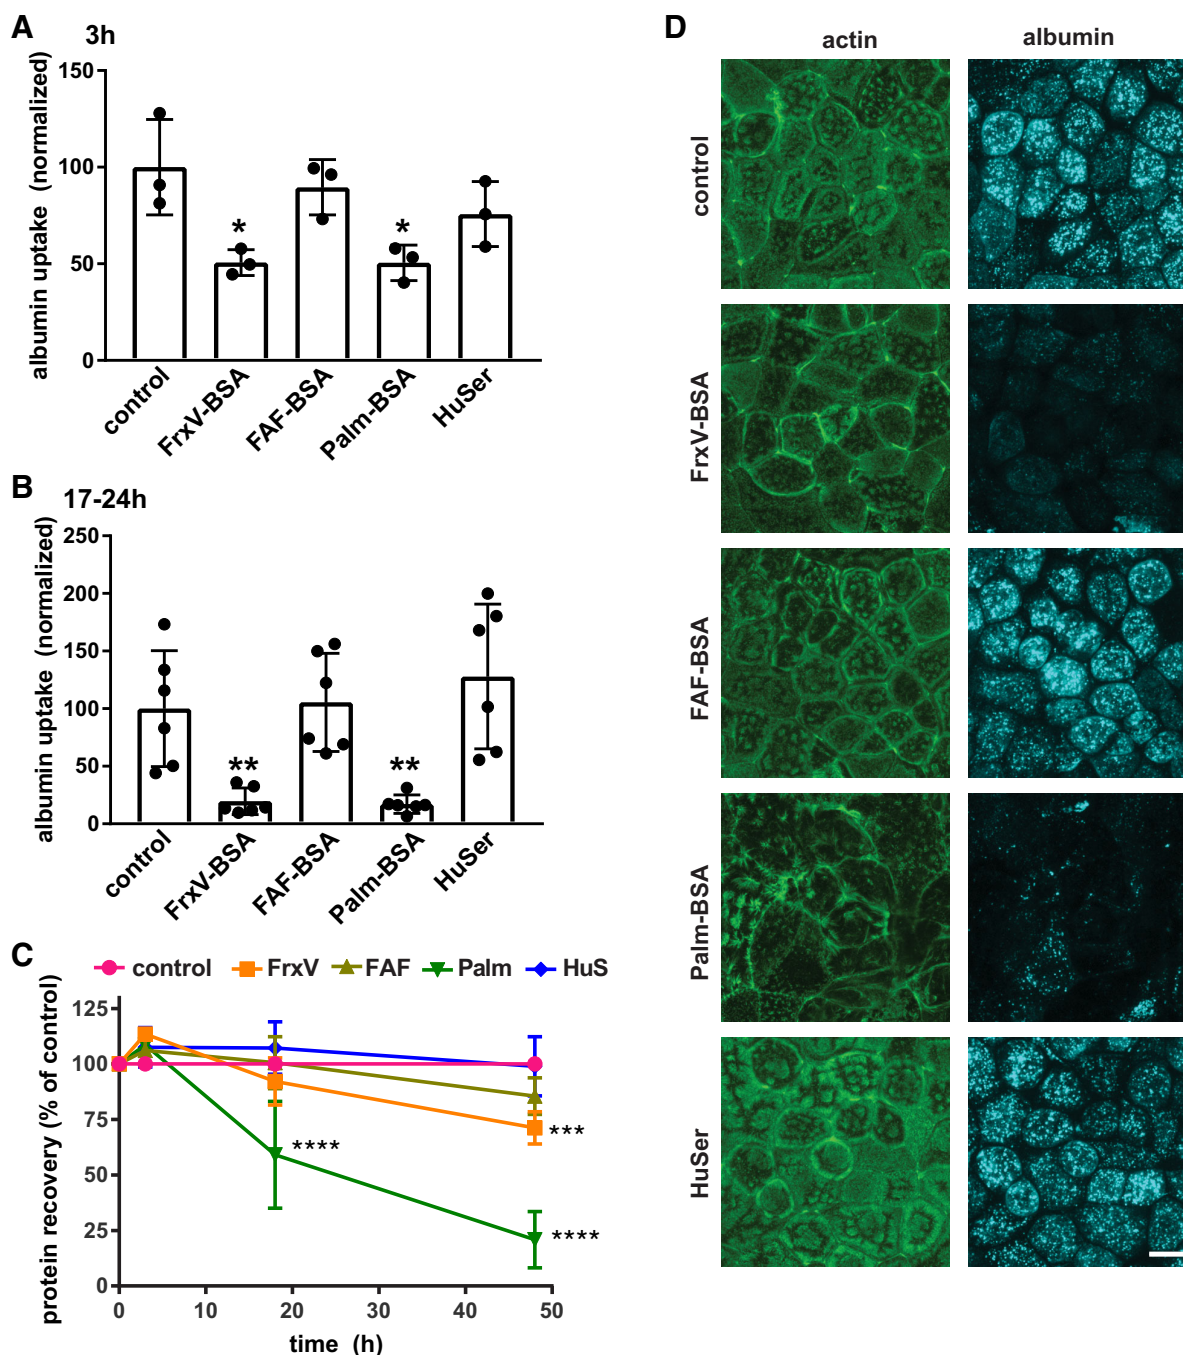 A
3h
albumin uptake (normalized)
150
100
50
0
*
*
control
FrxV-BSA
FAF-BSA
Palm-BSA
HuSer
B
17-24h
albumin uptake (normalized)
250
200
150
100
50
0
**
**
control
FrxV-BSA
FAF-BSA
Palm-BSA
HuSer
C
control FrxV FAF Palm HuS
protein recovery (% of control)
125
100
75
50
25
0
***
****
****
0 10 20 30 40 50
time (h)
D
actin albumin
control
FrxV-BSA
FAF-BSA
Palm-BSA
HuSer